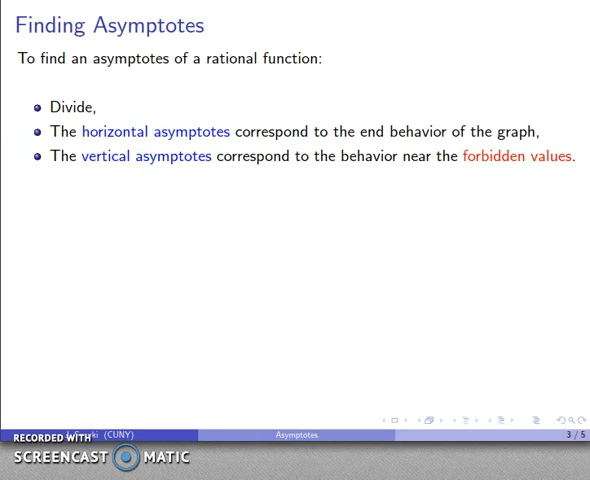 Finding Asymptotes
To find an asymptotes of a rational function:
Divide,
The horizontal asymptotes correspond to the end behavior of the graph,
The vertical asymptotes correspond to the behavior near the forbidden values.
(CUNY)
Asymptotes
3 / 5
RECORDED WITH
SCREENCAST MATIC